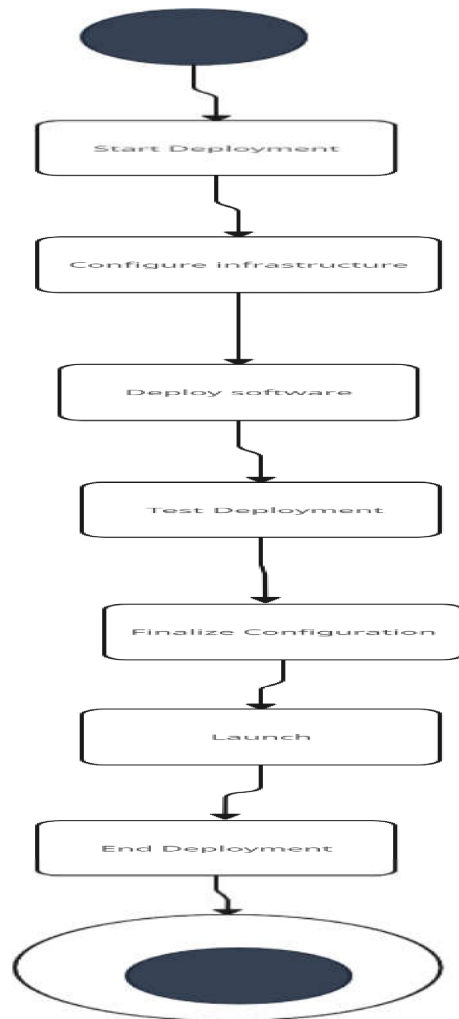 Start Deployment
Configure infrastructure
Deploy software
Test Deployment
Finalize Configuration
Launch
End Deployment